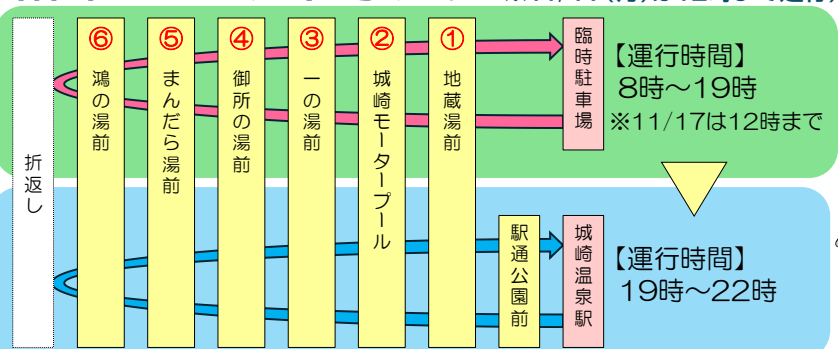 ⑥
鴻の湯前
⑤
まんだら湯前
④
御所の湯前
③
一の湯前
②
城崎モータープール
①
地蔵湯前
臨時駐車場
【運行時間】
8時～19時
※11/17は12時まで
折返し
駅通公園前
城崎温泉駅
【運行時間】
19時～22時